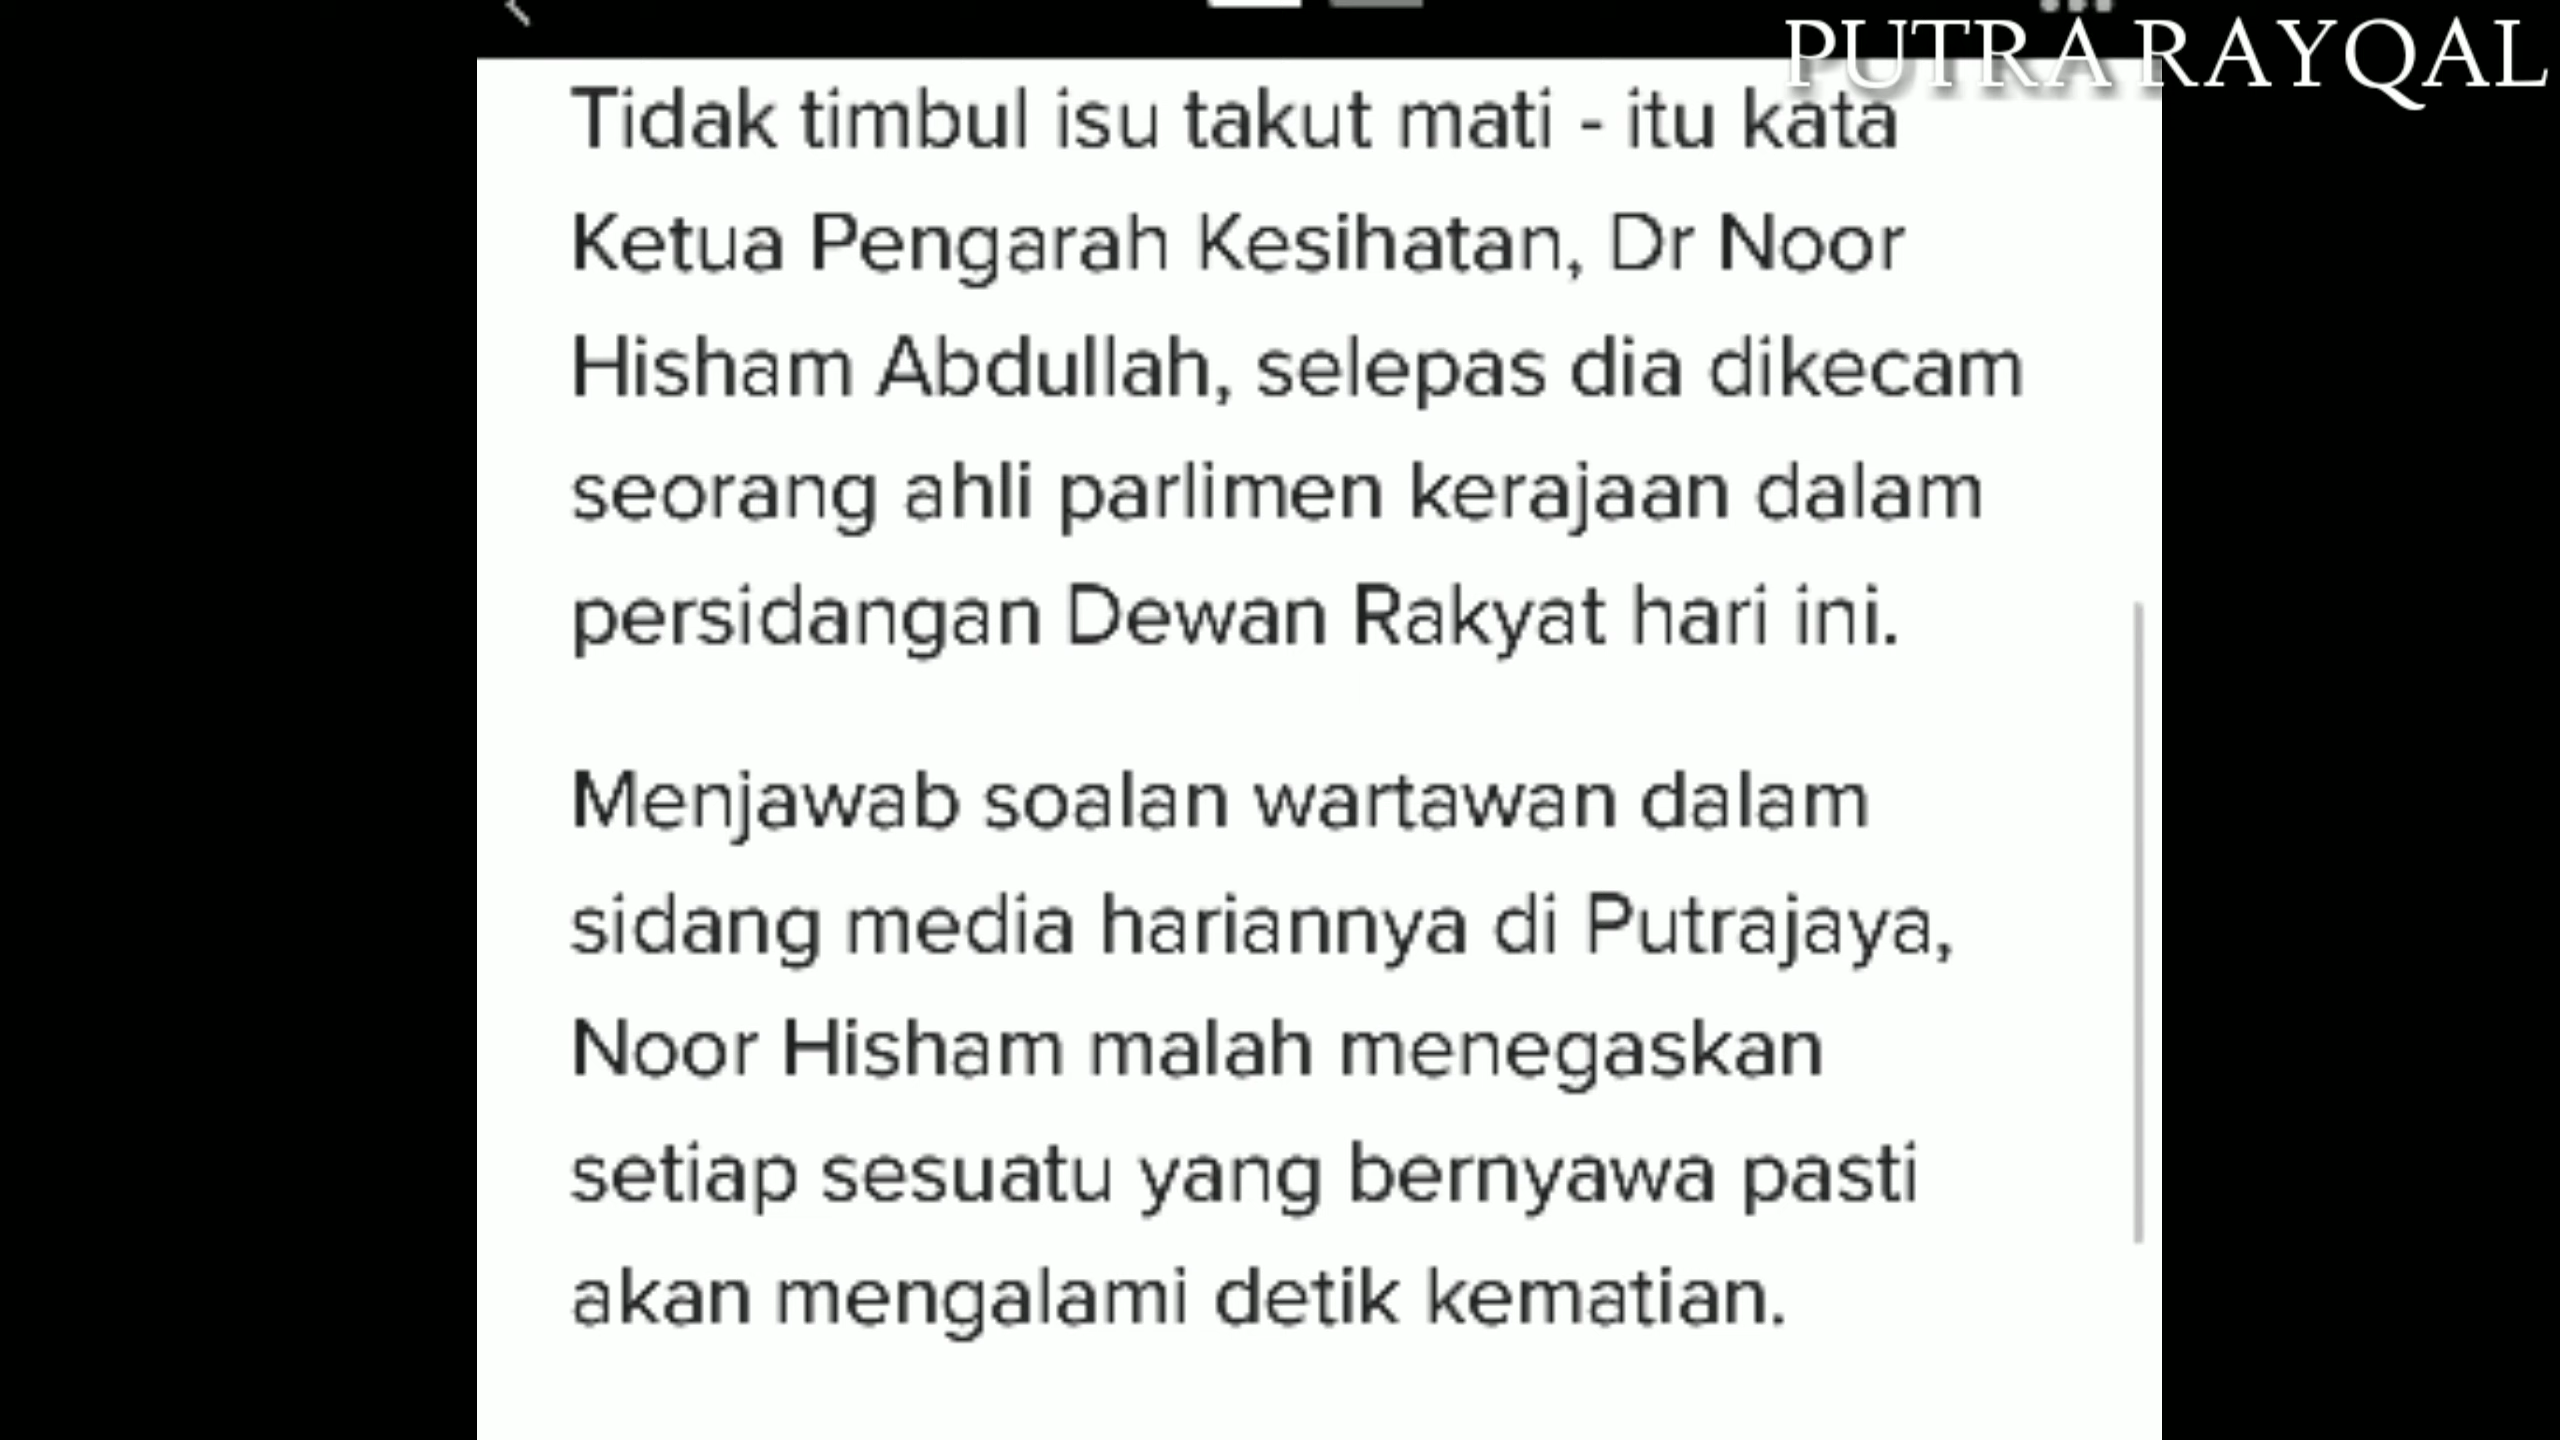 PUTRA RAYQAL
Tidak timbul isu takut mati - itu kata
Ketua Pengarah Kesihatan, Dr Noor
Hisham Abdullah, selepas dia dikecam
seorang ahli parlimen kerajaan dalam
persidangan Dewan Rakyat hari ini.
Menjawab soalan wartawan dalam
sidang media hariannya di Putrajaya,
Noor Hisham malah menegaskan
setiap sesuatu yang bernyawa pasti
akan mengalami detik kematian.